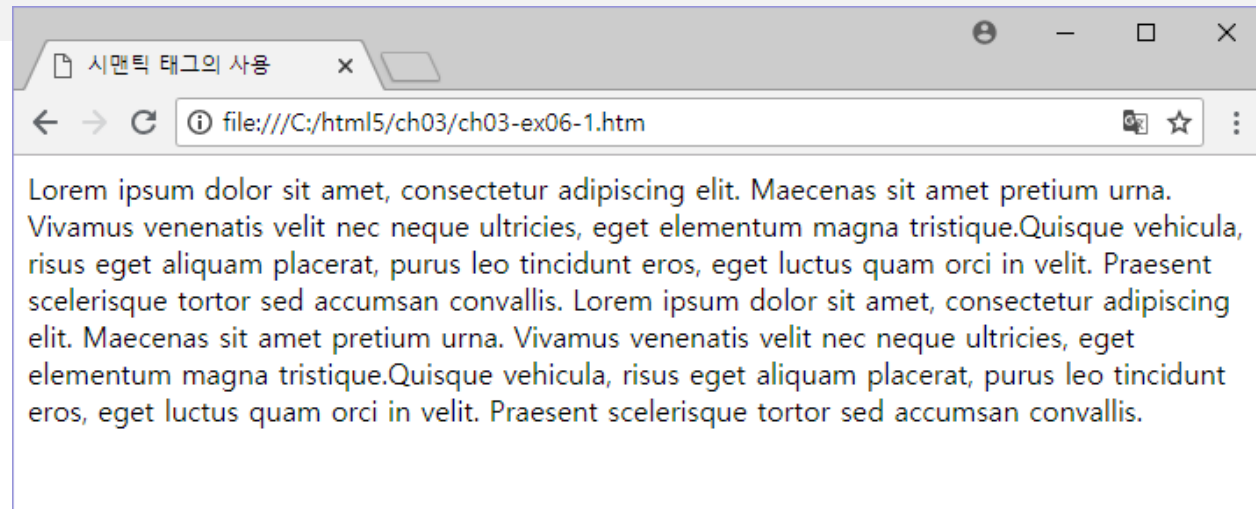 시맨틱 태그의 사용
file:///C:/html5/ch03/ch03-ex06-1.htm
Lorem ipsum dolor sit amet, consectetur adipiscing elit. Maecenas sit amet pretium urna.
Vivamus venenatis velit nec neque ultricies, eget elementum magna tristique.Quisque vehicula,
risus eget aliquam placerat, purus leo tincidunt eros, eget luctus quam orci in velit. Praesent
scelerisque tortor sed accumsan convallis. Lorem ipsum dolor sit amet, consectetur adipiscing
elit. Maecenas sit amet pretium urna. Vivamus venenatis velit nec neque ultricies, eget
elementum magna tristique.Quisque vehicula, risus eget aliquam placerat, purus leo tincidunt
eros, eget luctus quam orci in velit. Praesent scelerisque tortor sed accumsan convallis.